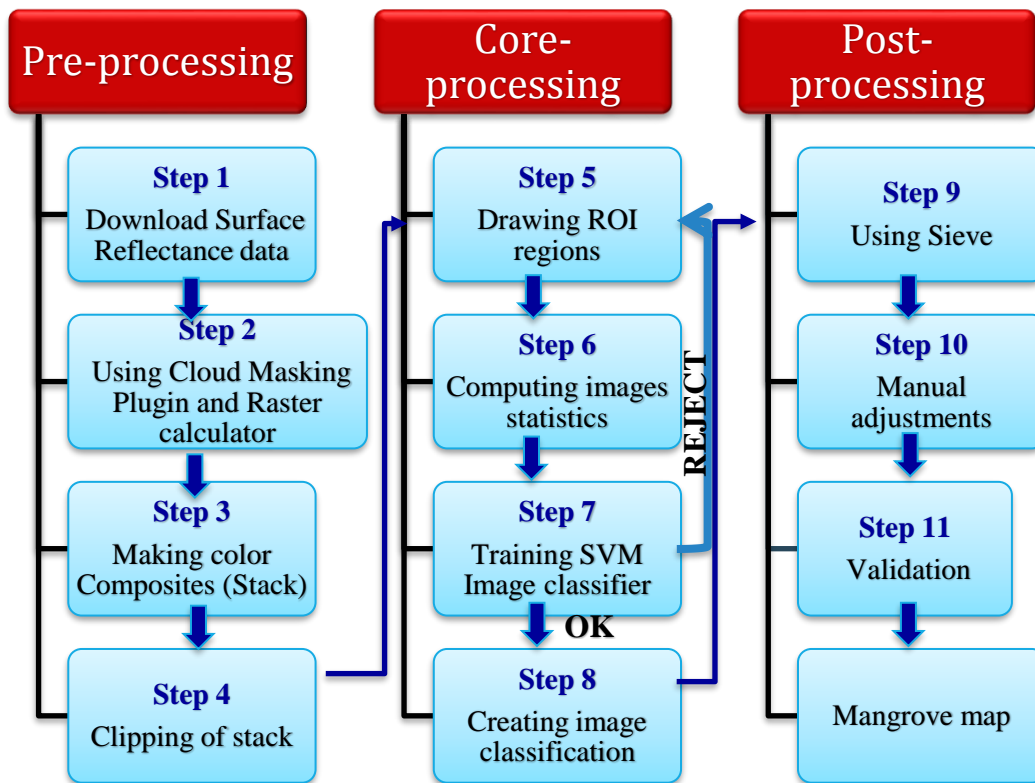 Pre-processing
Step 1
Download Surface
Reflectance data
Step 2
Using Cloud Masking
Plugin and Raster
calculator
Step 3
Making color
Composites (Stack)
Step 4
Clipping of stack
Core-
processing
Step 5
Drawing ROI
regions
Step 6
Computing images
statistics
Step 7
Training SVM
Image classifier
OK
REJECT
Step 8
Creating image
classification
Post-
processing
Step 9
Using Sieve
Step 10
Manual
adjustments
Step 11
Validation
Mangrove map